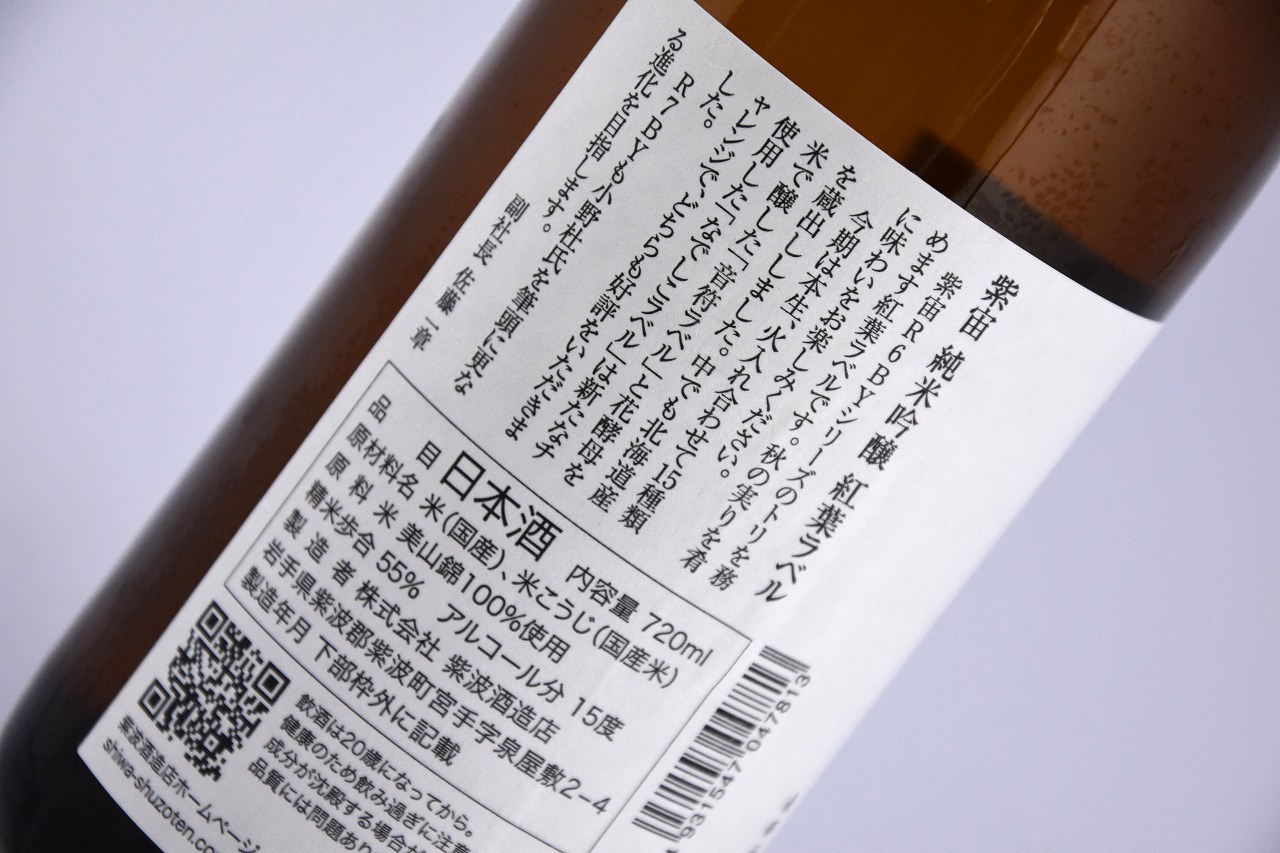 紫宙 純米吟醸 紅葉ラベル
紫宙R6BYシリーズのトリを務
めます紅葉ラベルです。秋の実りを肴
に味わいをお楽しみください。
今期は本生、火入れ合わせて15種類
を蔵出ししました。中でも北海道産
米で醸した「音符ラベル」と花酵母を
使用した「なでしこラベル」は新たなチ
ャレンジで、どちらも好評をいただきま
した。
R7BYも小野杜氏を筆頭に更な
る進化を目指します。
副社長 佐藤 一章
品目 日本酒 内容量 720ml
原材料名 米(国産)、米こうじ(国産米)
原料米 美山錦100%使用
精米歩合 55% アルコール分 15度
製造者 株式会社 紫波酒造店
岩手県紫波郡紫波町宮手字泉屋敷2-4
製造年月 下部枠外に記載
飲酒は20歳になってから。
健康のため飲み過ぎに注意
成分が沈殿する場合が
品質には問題あり
紫波酒造店ホームページ
shiwa-shuzoten.co
931547047813